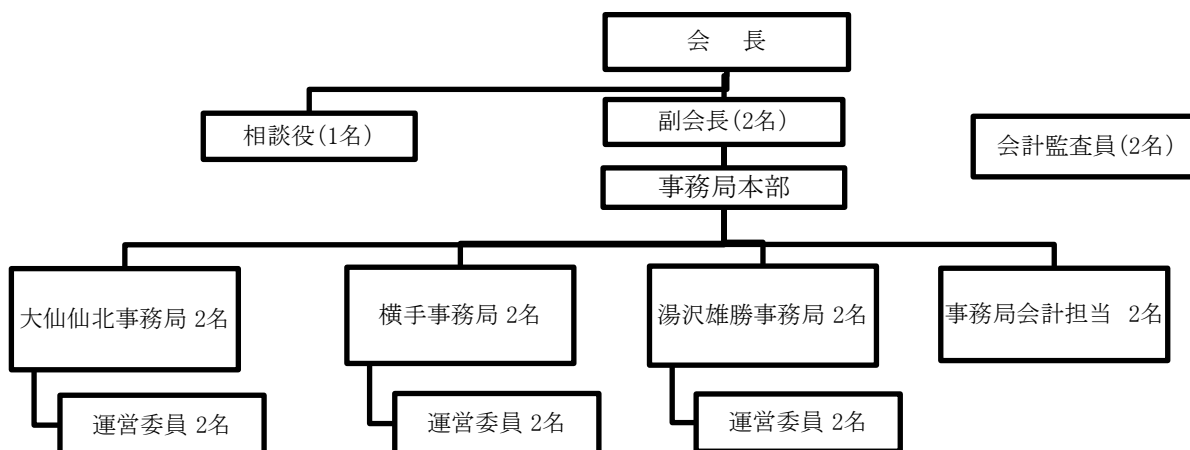 会 長
相談役(1名)
副会長(2名)
会計監査員(2名)
事務局本部
大仙仙北事務局 2名
横手事務局 2名
湯沢雄勝事務局 2名
事務局会計担当 2名
運営委員 2名
運営委員 2名
運営委員 2名